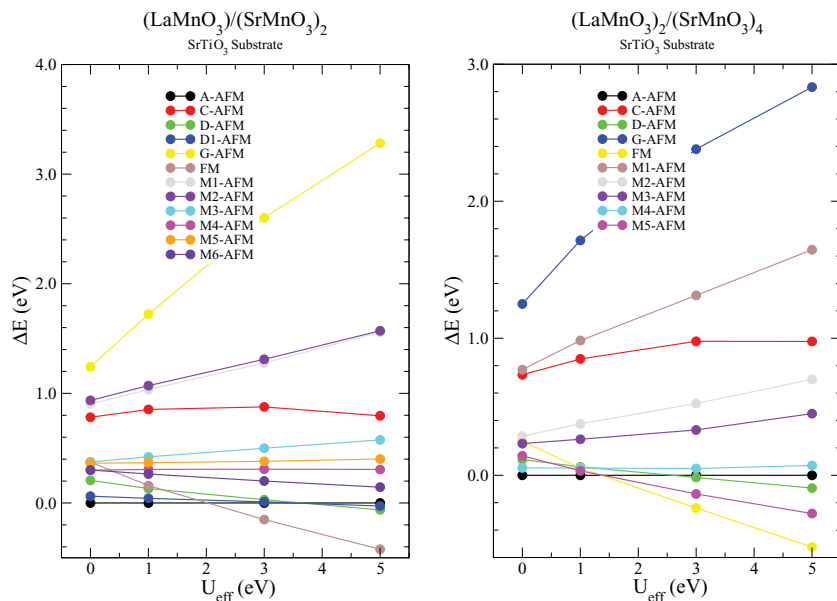 (LaMnO₃)/(SrMnO₃)₂
SrTiO₃ Substrate
4.0
3.0
2.0
1.0
0.0
ΔE (eV)
A-AFM
C-AFM
D-AFM
D1-AFM
G-AFM
FM
M1-AFM
M2-AFM
M3-AFM
M4-AFM
M5-AFM
M6-AFM
0 1 2 3 4 5
U_eff (eV)
(LaMnO₃)₂/(SrMnO₃)₄
SrTiO₃ Substrate
3.0
2.0
1.0
0.0
ΔE (eV)
A-AFM
C-AFM
D-AFM
G-AFM
FM
M1-AFM
M2-AFM
M3-AFM
M4-AFM
M5-AFM
0 1 2 3 4 5
U_eff (eV)